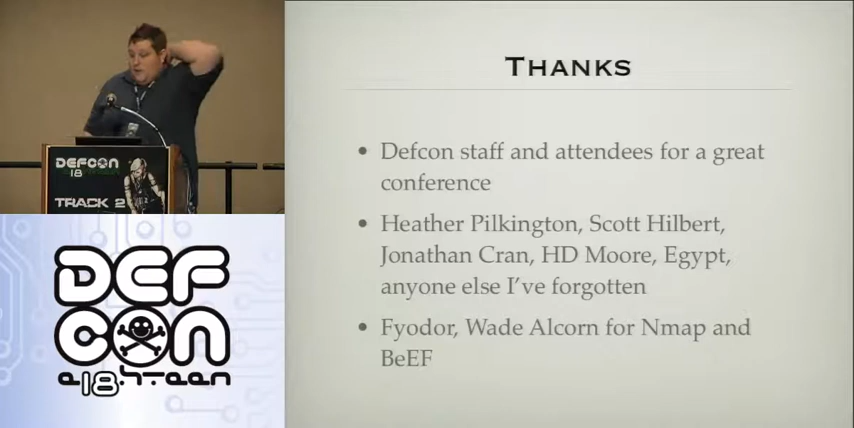 THANKS
• Defcon staff and attendees for a great
conference
• Heather Pilkington, Scott Hilbert,
Jonathan Cran, HD Moore, Egypt,
anyone else I've forgotten
• Fyodor, Wade Alcorn for Nmap and
BeEF
DEFCON
18
TRACK 2
DEF
CON
e18hteen